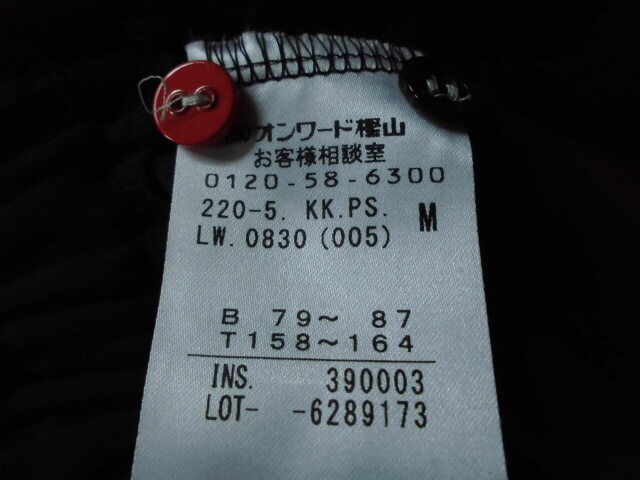 オンワード樫山
お客様相談室
0120-58-6300
220-5. KK.PS. M
LW. 0830 (005)
B 79～ 87
T158～164
INS. 390003
LOT- -6289173